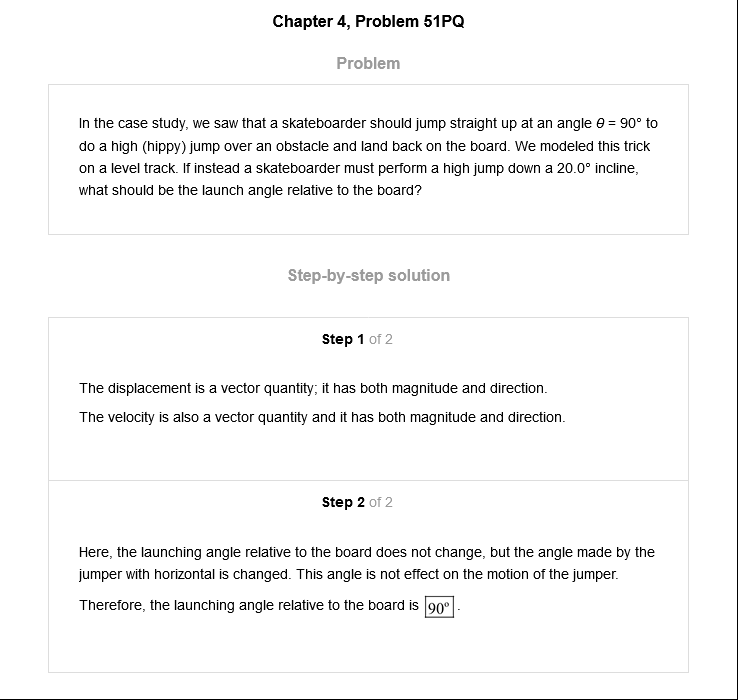 Chapter 4, Problem 51PQ
Problem
In the case study, we saw that a skateboarder should jump straight up at an angle θ = 90° to
do a high (hippy) jump over an obstacle and land back on the board. We modeled this trick
on a level track. If instead a skateboarder must perform a high jump down a 20.0° incline,
what should be the launch angle relative to the board?
Step-by-step solution
Step 1 of 2
The displacement is a vector quantity; it has both magnitude and direction.
The velocity is also a vector quantity and it has both magnitude and direction.
Step 2 of 2
Here, the launching angle relative to the board does not change, but the angle made by the
jumper with horizontal is changed. This angle is not effect on the motion of the jumper.
Therefore, the launching angle relative to the board is 90°.